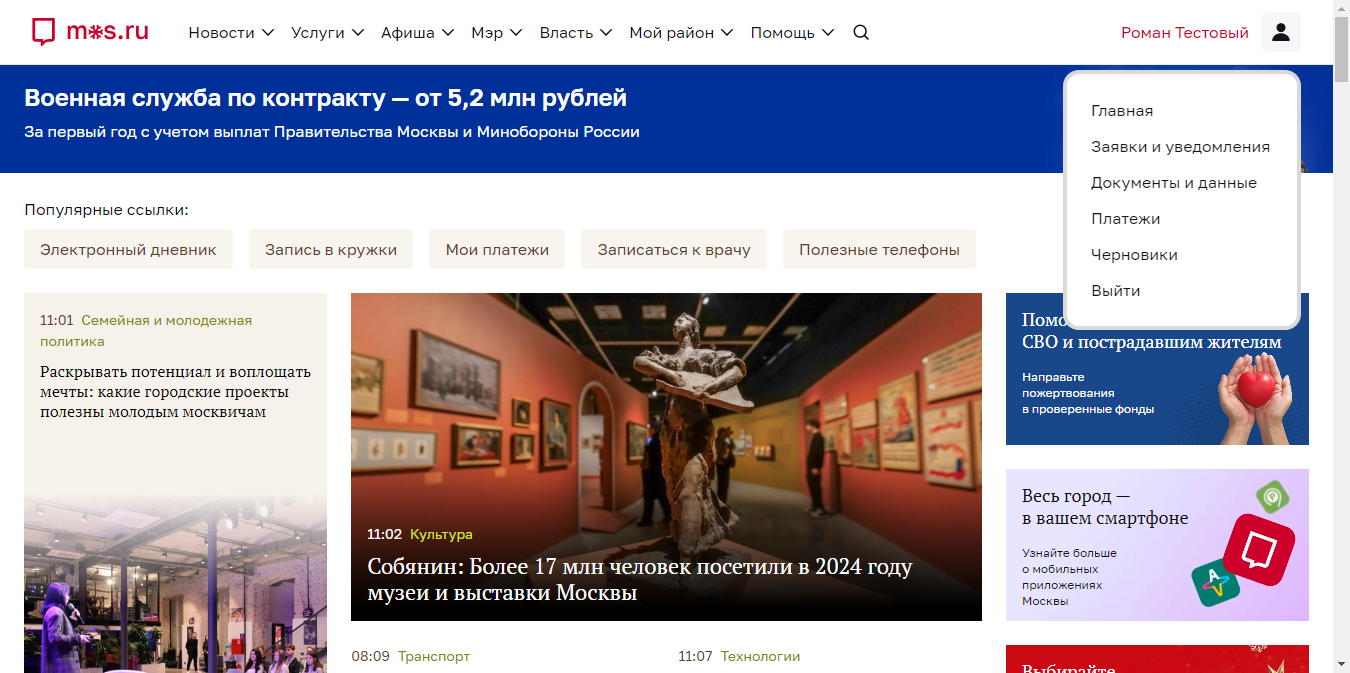 mos.ru Новости Услуги Афиша Мэр Власть Мой район Помощь Роман Тестовый
Военная служба по контракту — от 5,2 млн рублей
За первый год с учетом выплат Правительства Москвы и Минобороны России
Главная
Заявки и уведомления
Документы и данные
Платежи
Черновики
Выйти
Популярные ссылки:
Электронный дневник Запись в кружки Мои платежи Записаться к врачу Полезные телефоны
11:01 Семейная и молодежная
политика
Раскрывать потенциал и воплощать
мечты: какие городские проекты
полезны молодым москвичам
11:02 Культура
Собянин: Более 17 млн человек посетили в 2024 году
музеи и выставки Москвы
08:09 Транспорт
11:07 Технологии
СВО и пострадавшим жителям
Направьте
пожертвования
в проверенные фонды
Весь город —
в вашем смартфоне
Узнайте больше
о мобильных
приложениях
Москвы
Выбирайте